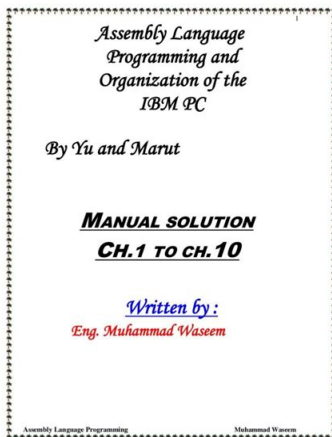 1
Assembly Language
Programming and
Organization of the
IBM PC
By Yu and Marut
MANUAL SOLUTION
CH.1 TO CH.10
Written by :
Eng. Muhammad Waseem
Assembly Language Programming Muhammad Waseem